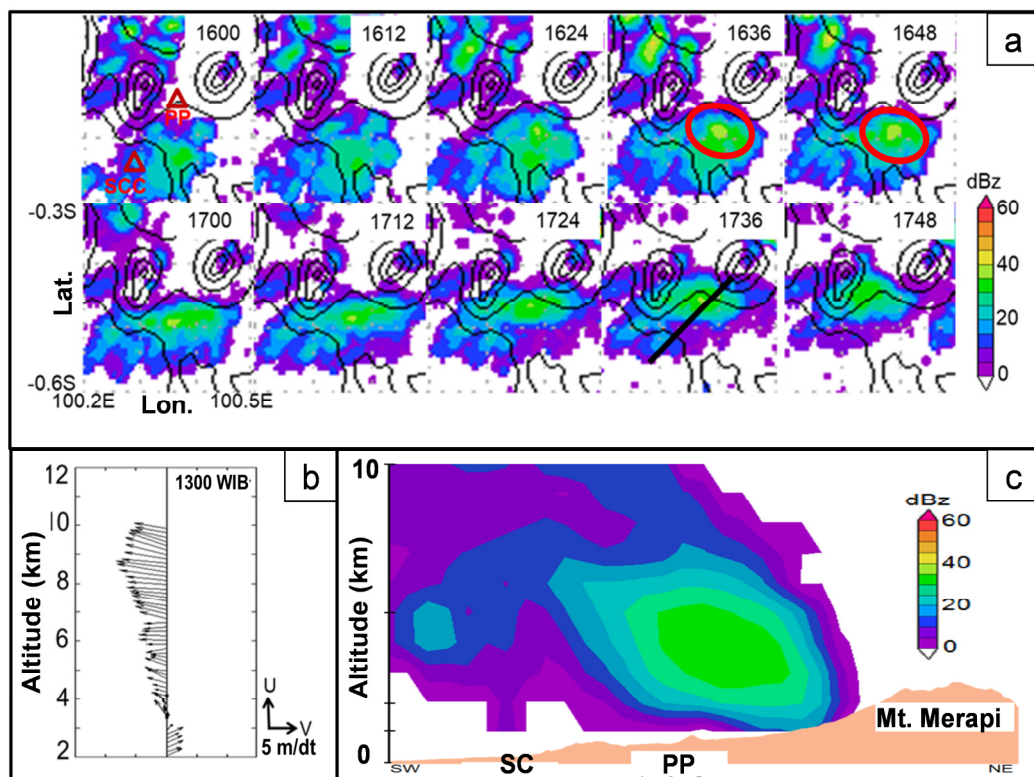 1600 1612 1624 1636 1648 a
PP
SCC
dBz
60
40
20
0
-0.3S
1700 1712 1724 1736 1748
Lat.
-0.6S
100.2E Lon. 100.5E
b
1300 WIB
12
10
8
6
4
2
Altitude (km)
U
V
5 m/dt
c
10
0
Altitude (km)
dBz
60
40
20
0
Mt. Merapi
SW SC PP NE